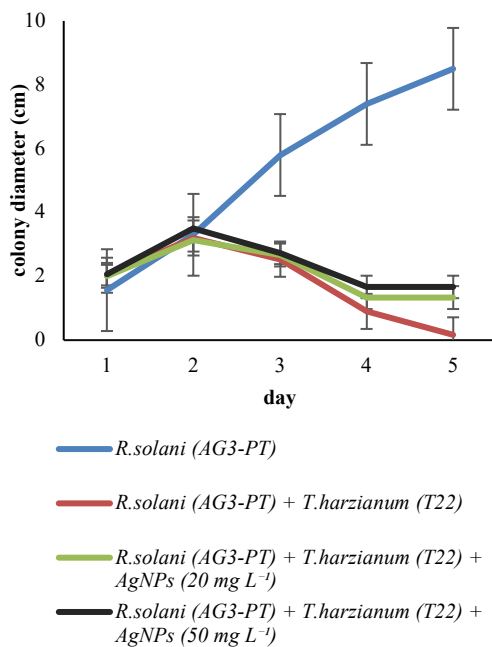 10
8
6
4
2
0
colony diameter (cm)
1 2 3 4 5
day
R.solani (AG3-PT)
R.solani (AG3-PT) + T.harzianum (T22)
R.solani (AG3-PT) + T.harzianum (T22) +
AgNPs (20 mg L⁻¹)
R.solani (AG3-PT) + T.harzianum (T22) +
AgNPs (50 mg L⁻¹)